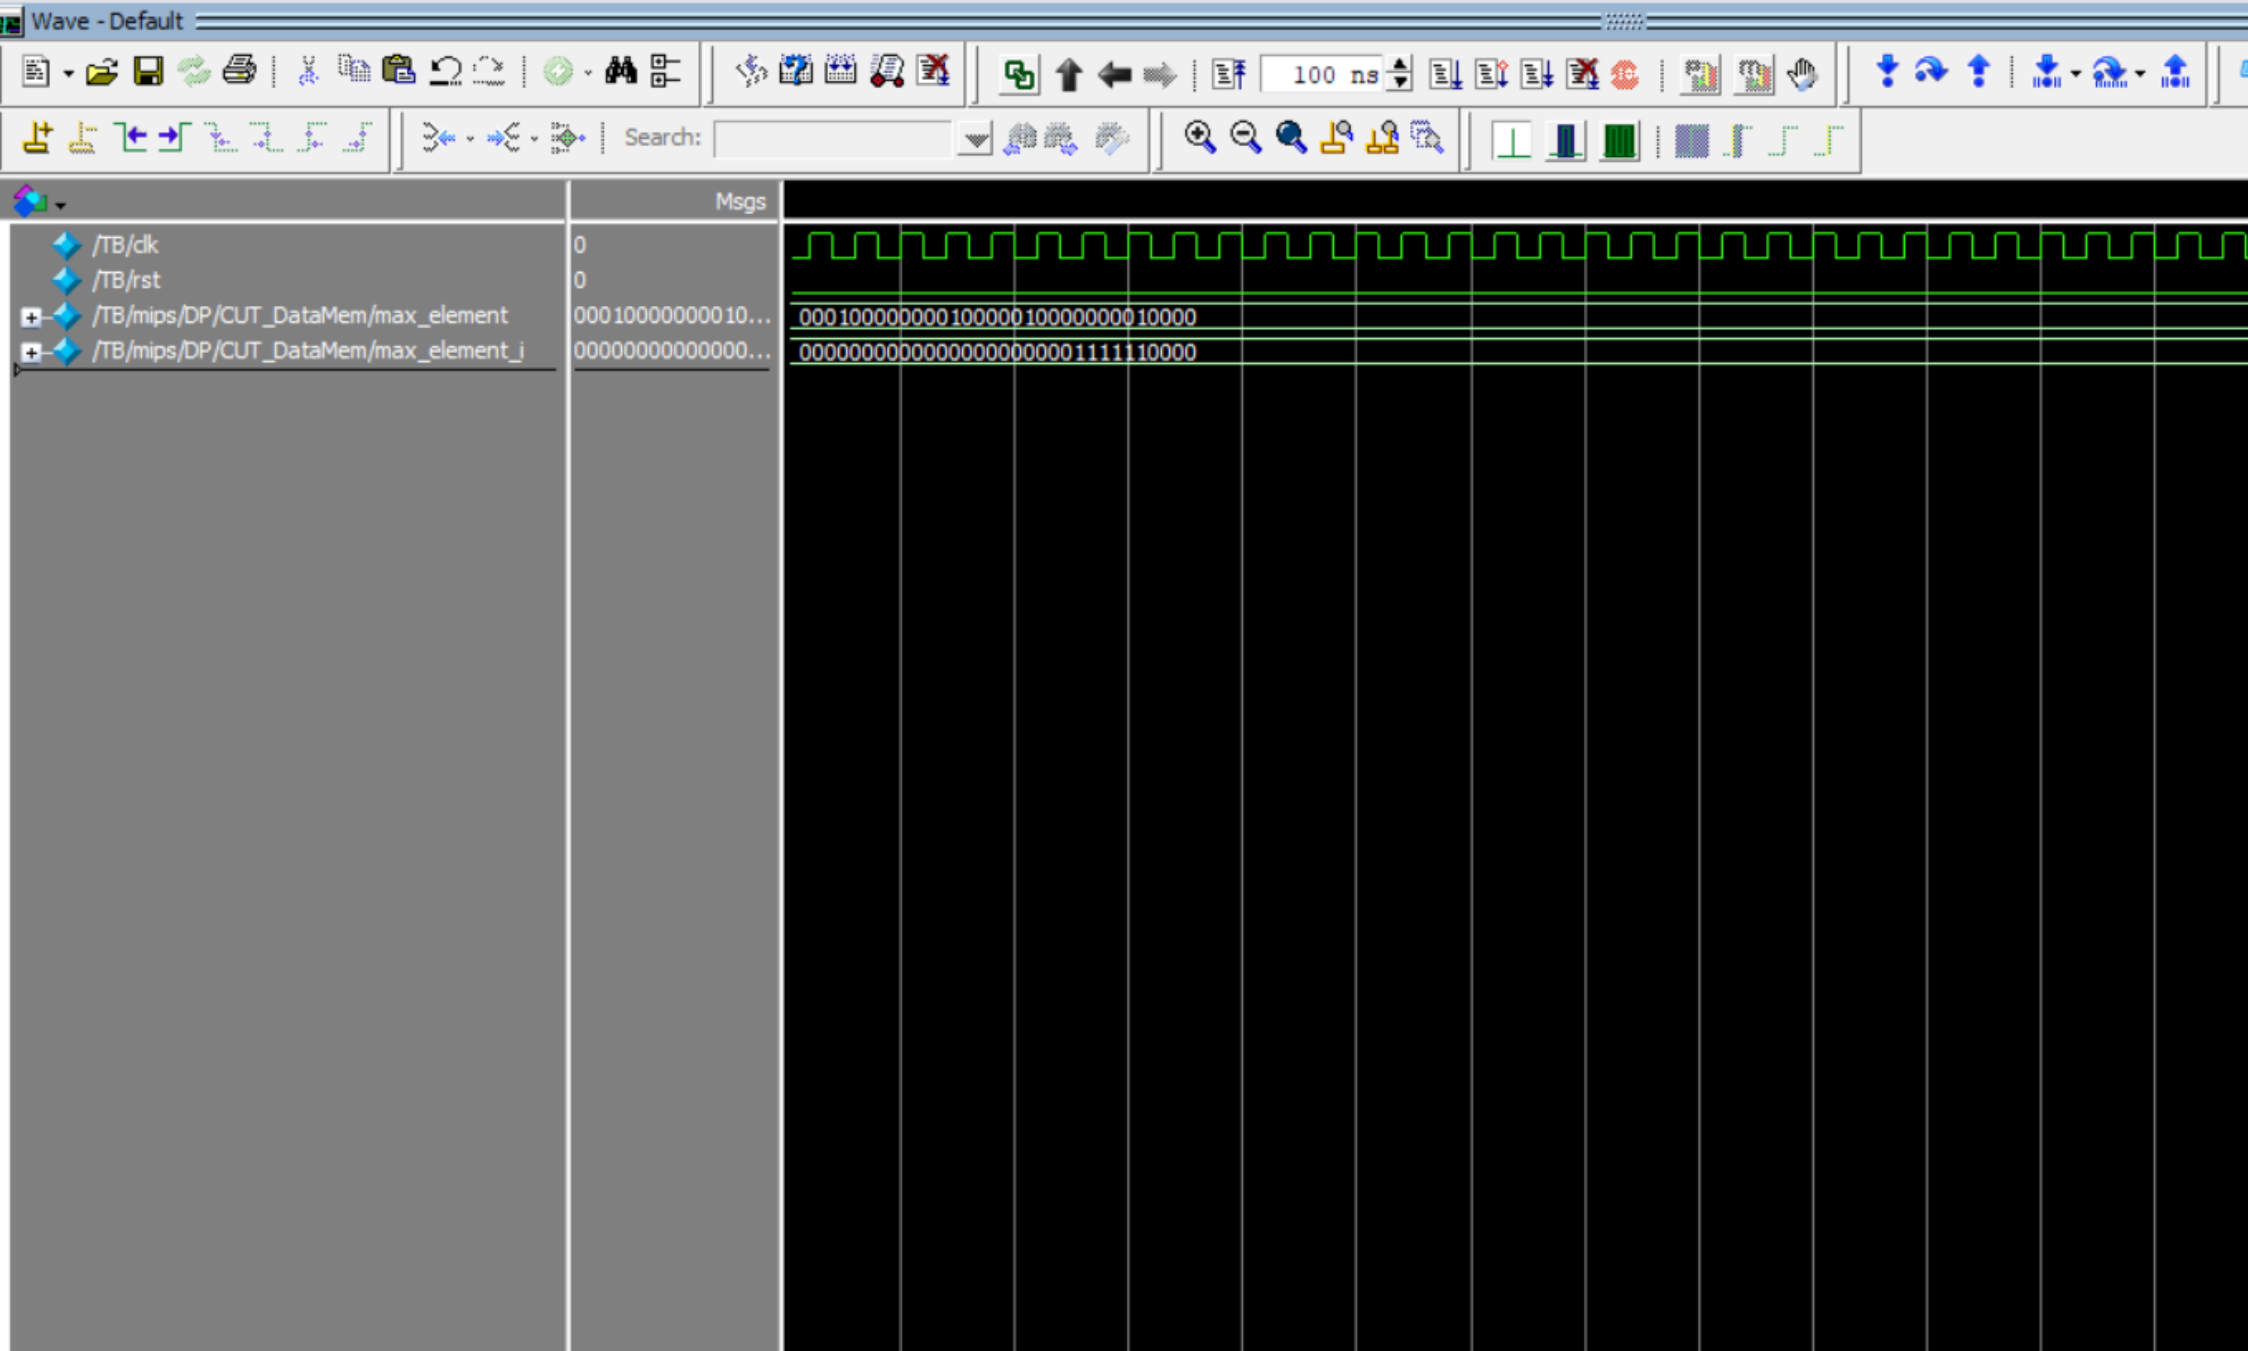 Wave - Default
100 ns
Search:
Msgs
/TB/clk 0
/TB/rst 0
/TB/mips/DP/CUT_DataMem/max_element 00010000000010... 00010000000010000010000000010000
/TB/mips/DP/CUT_DataMem/max_element_i 00000000000000... 00000000000000000000001111110000